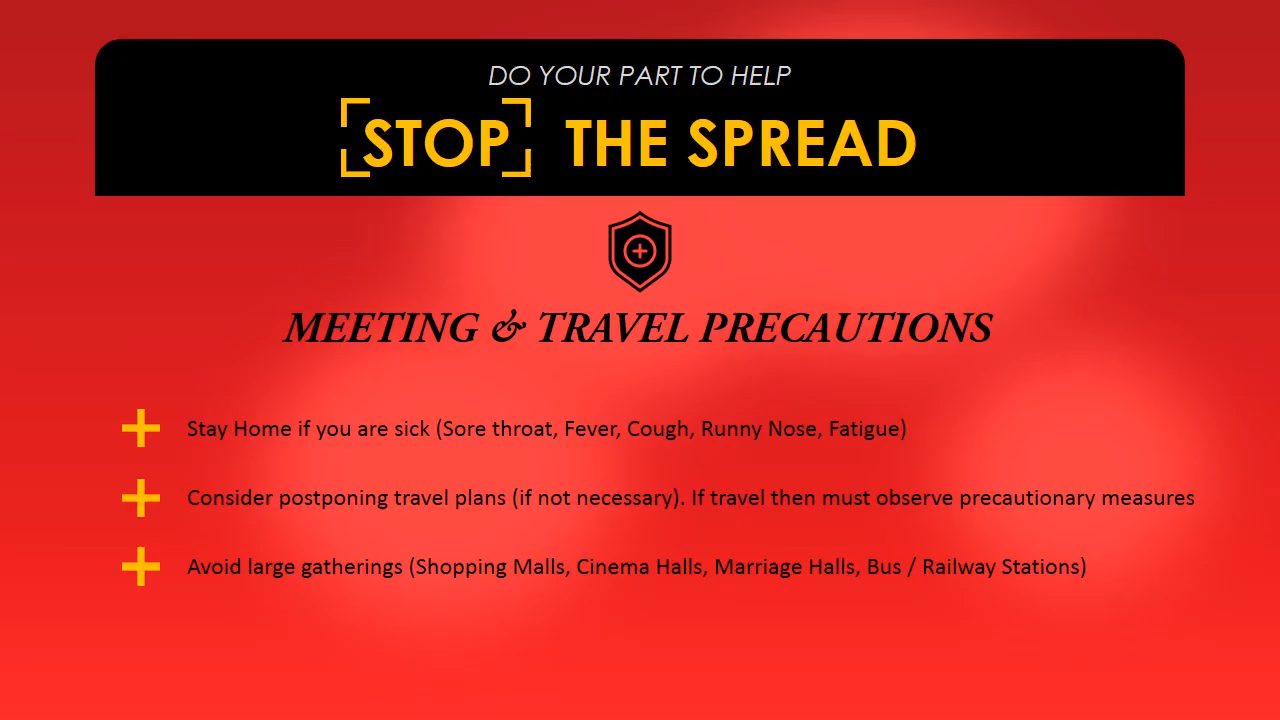 DO YOUR PART TO HELP
STOP THE SPREAD
MEETING & TRAVEL PRECAUTIONS
Stay Home if you are sick (Sore throat, Fever, Cough, Runny Nose, Fatigue)
Consider postponing travel plans (if not necessary). If travel then must observe precautionary measures
Avoid large gatherings (Shopping Malls, Cinema Halls, Marriage Halls, Bus / Railway Stations)